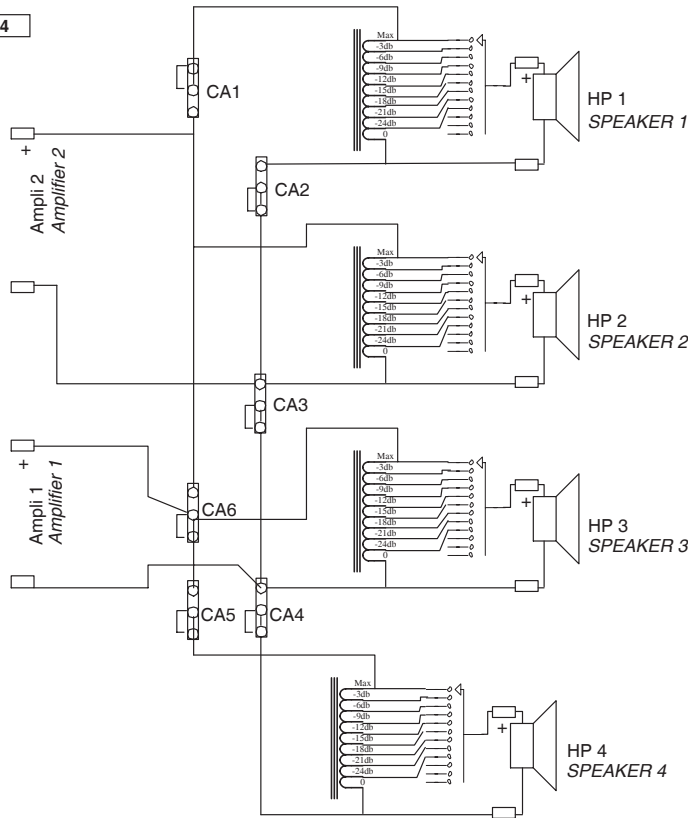 4
Max
-3db
-6db
-9db
-12db
-15db
-18db
-21db
-24db
0
CA1
+
HP 1
SPEAKER 1
+
Ampli 2
Amplifier 2
CA2
Max
-3db
-6db
-9db
-12db
-15db
-18db
-21db
-24db
0
+
HP 2
SPEAKER 2
CA3
+
Ampli 1
Amplifier 1
CA6
Max
-3db
-6db
-9db
-12db
-15db
-18db
-21db
-24db
0
+
HP 3
SPEAKER 3
CA5
CA4
Max
-3db
-6db
-9db
-12db
-15db
-18db
-21db
-24db
0
+
HP 4
SPEAKER 4